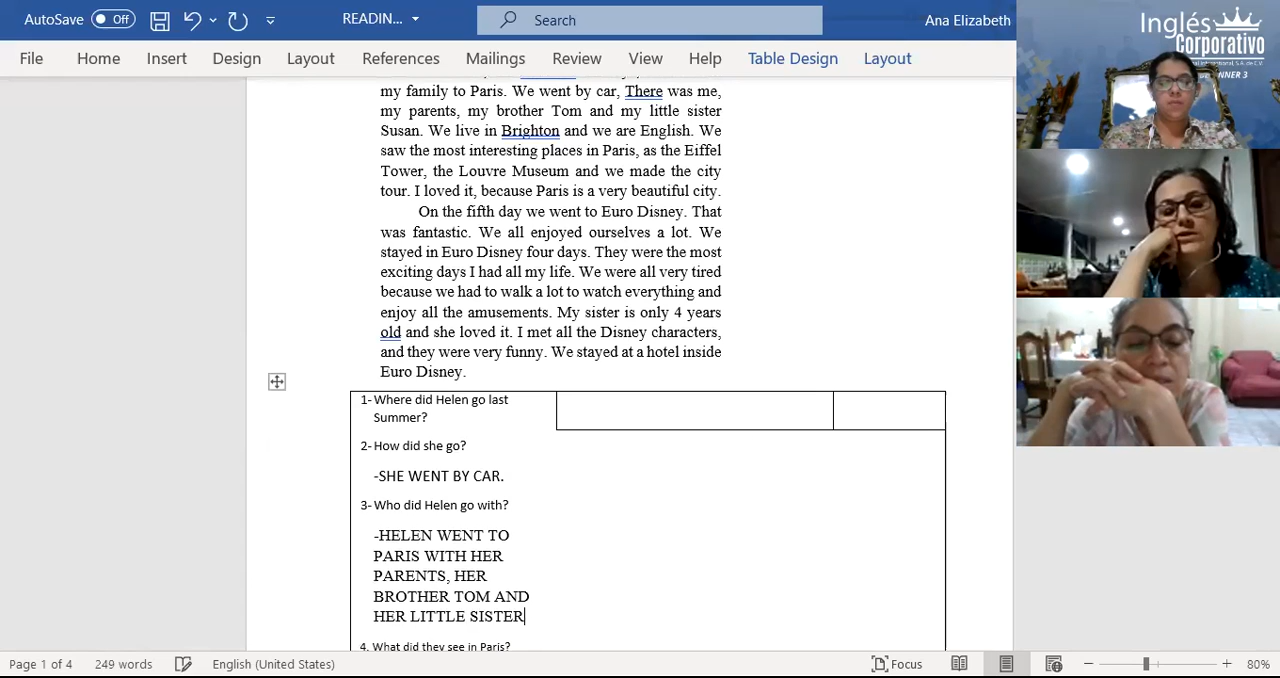 AutoSave Off READIN... Search Ana Elizabeth
File Home Insert Design Layout References Mailings Review View Help Table Design Layout
Inglés
Corporativo
my family to Paris. We went by car, There was me,
my parents, my brother Tom and my little sister
Susan. We live in Brighton and we are English. We
saw the most interesting places in Paris, as the Eiffel
Tower, the Louvre Museum and we made the city
tour. I loved it, because Paris is a very beautiful city.
On the fifth day we went to Euro Disney. That
was fantastic. We all enjoyed ourselves a lot. We
stayed in Euro Disney four days. They were the most
exciting days I had all my life. We were all very tired
because we had to walk a lot to watch everything and
enjoy all the amusements. My sister is only 4 years
old and she loved it. I met all the Disney characters,
and they were very funny. We stayed at a hotel inside
Euro Disney.
1- Where did Helen go last
Summer?
2- How did she go?
-SHE WENT BY CAR.
3- Who did Helen go with?
-HELEN WENT TO
PARIS WITH HER
PARENTS, HER
BROTHER TOM AND
HER LITTLE SISTER
4. What did they see in Paris?
Page 1 of 4 249 words English (United States) Focus 80%